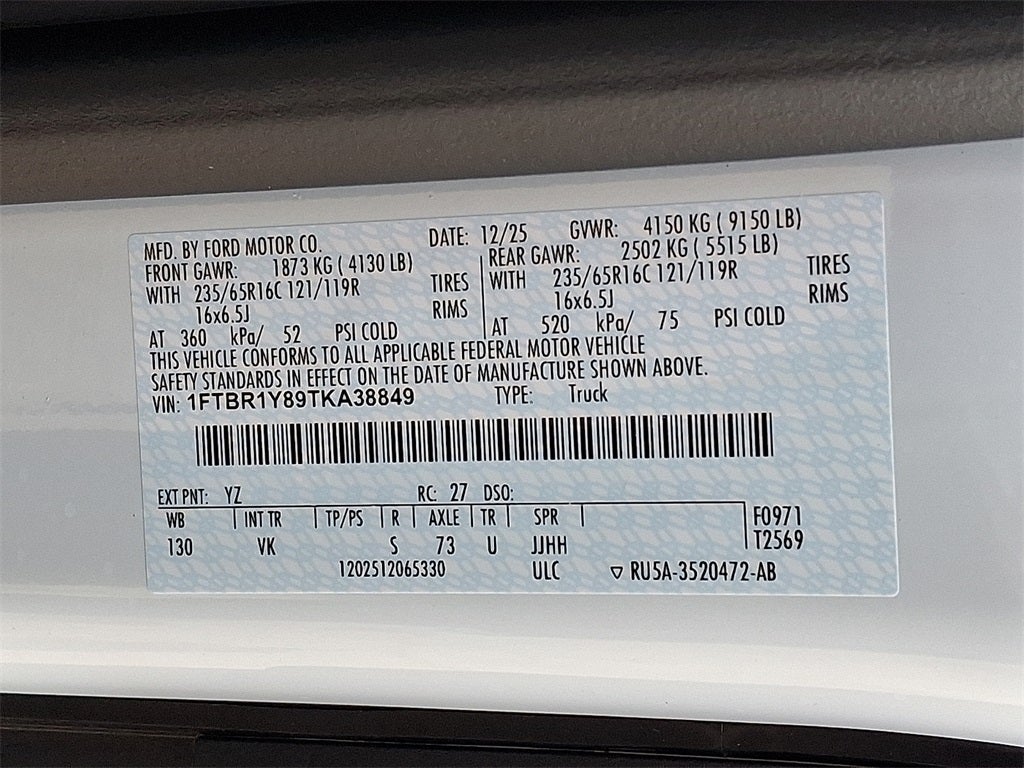 MFD. BY FORD MOTOR CO. DATE: 12/25 GVWR: 4150 KG ( 9150 LB)
FRONT GAWR: 1873 KG ( 4130 LB) REAR GAWR: 2502 KG ( 5515 LB)
WITH 235/65R16C 121/119R TIRES WITH 235/65R16C 121/119R TIRES
16x6.5J RIMS 16x6.5J RIMS
AT 360 kPa/ 52 PSI COLD AT 520 kPa/ 75 PSI COLD
THIS VEHICLE CONFORMS TO ALL APPLICABLE FEDERAL MOTOR VEHICLE
SAFETY STANDARDS IN EFFECT ON THE DATE OF MANUFACTURE SHOWN ABOVE.
VIN: 1FTBR1Y89TKA38849 TYPE: Truck
EXT PNT: YZ RC: 27 DSO:
WB INT TR TP/PS R AXLE TR SPR F0971
130 VK S 73 U JJHH T2569
1202512065330 ULC ▽ RU5A-3520472-AB